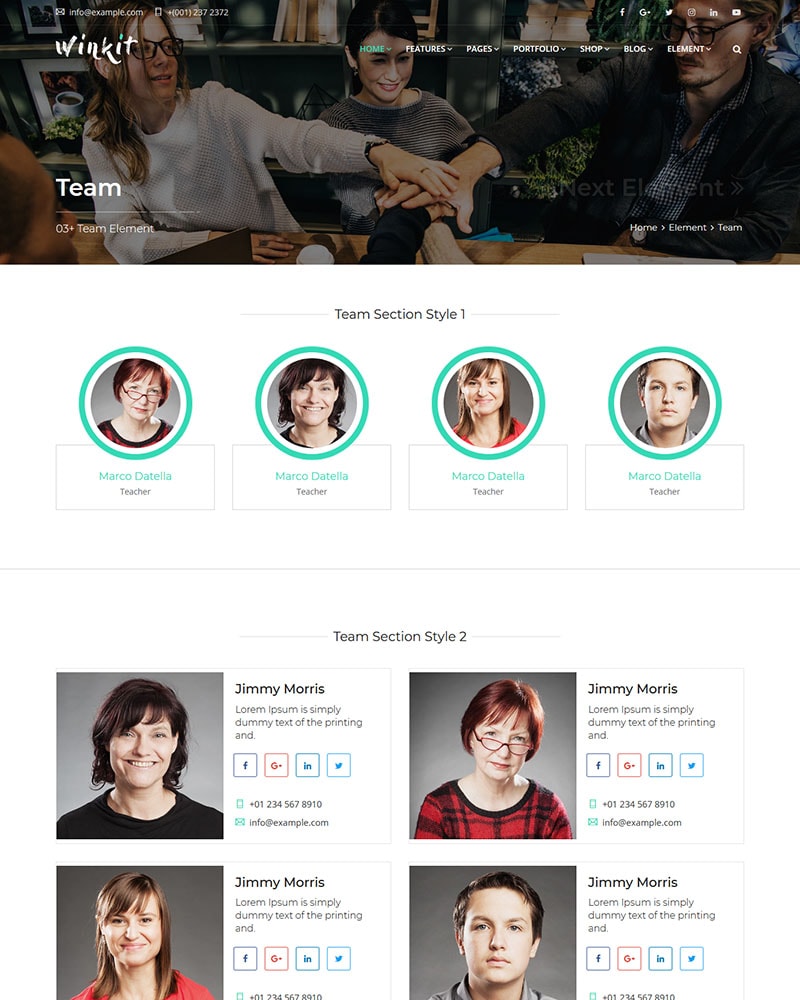 info@example.com +(001) 237 2372
winkit
HOME FEATURES PAGES PORTFOLIO SHOP BLOG ELEMENT
Team
Next Element »
03+ Team Element
Home > Element > Team
Team Section Style 1
Marco Datella
Teacher
Marco Datella
Teacher
Marco Datella
Teacher
Marco Datella
Teacher
Team Section Style 2
Jimmy Morris
Lorem Ipsum is simply
dummy text of the printing
and.
+01 234 567 8910
info@example.com
Jimmy Morris
Lorem Ipsum is simply
dummy text of the printing
and.
+01 234 567 8910
info@example.com
Jimmy Morris
Lorem Ipsum is simply
dummy text of the printing
and.
+01 234 567 8910
Jimmy Morris
Lorem Ipsum is simply
dummy text of the printing
and.
+01 234 567 8910